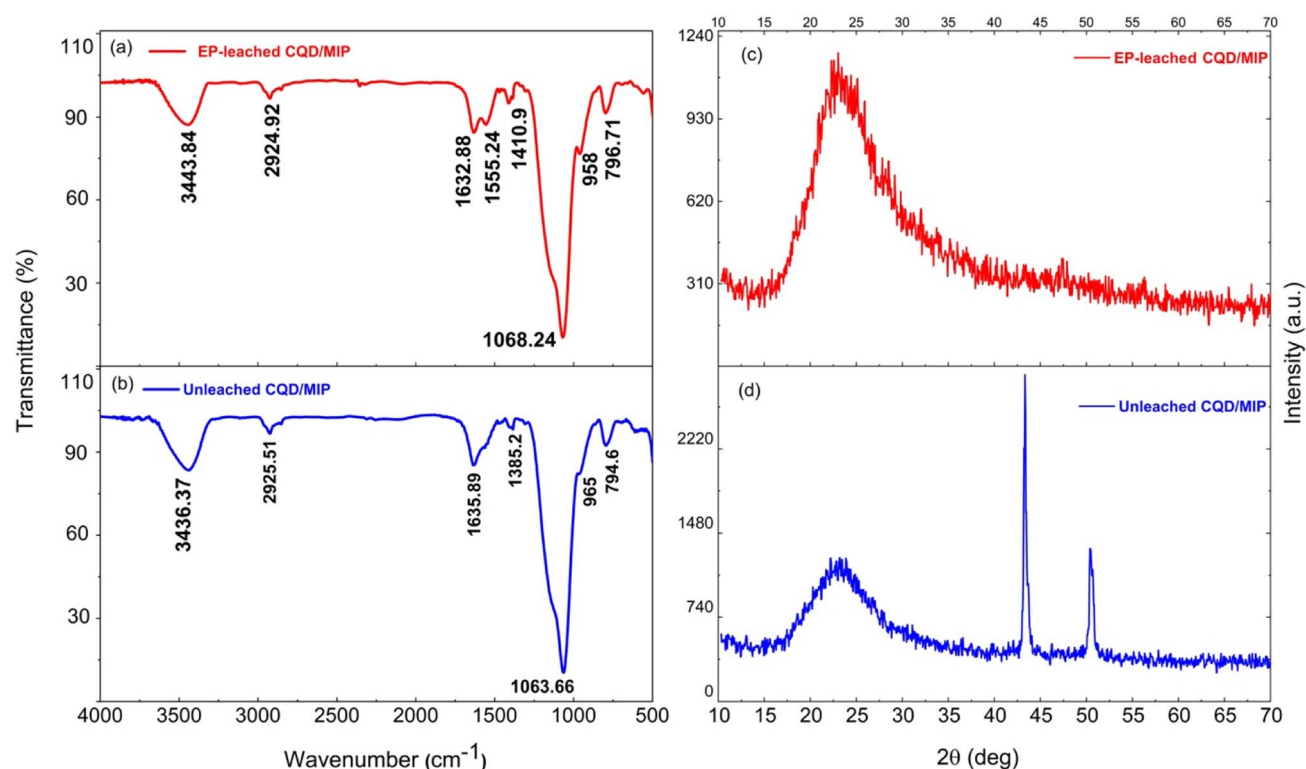 (a) EP-leached CQD/MIP
110
90
60
30
3443.84
2924.92
1632.88
1555.24
1410.9
958
796.71
1068.24
(b) Unleached CQD/MIP
110
90
60
30
3436.37
2925.51
1635.89
1385.2
965
794.6
1063.66
4000 3500 3000 2500 2000 1500 1000 500
Wavenumber (cm-1)
Transmittance (%)
10 15 20 25 30 35 40 45 50 55 60 65 70
(c) EP-leached CQD/MIP
1240
930
620
310
(d) Unleached CQD/MIP
2220
1480
740
0
10 15 20 25 30 35 40 45 50 55 60 65 70
2θ (deg)
Intensity (a.u.)